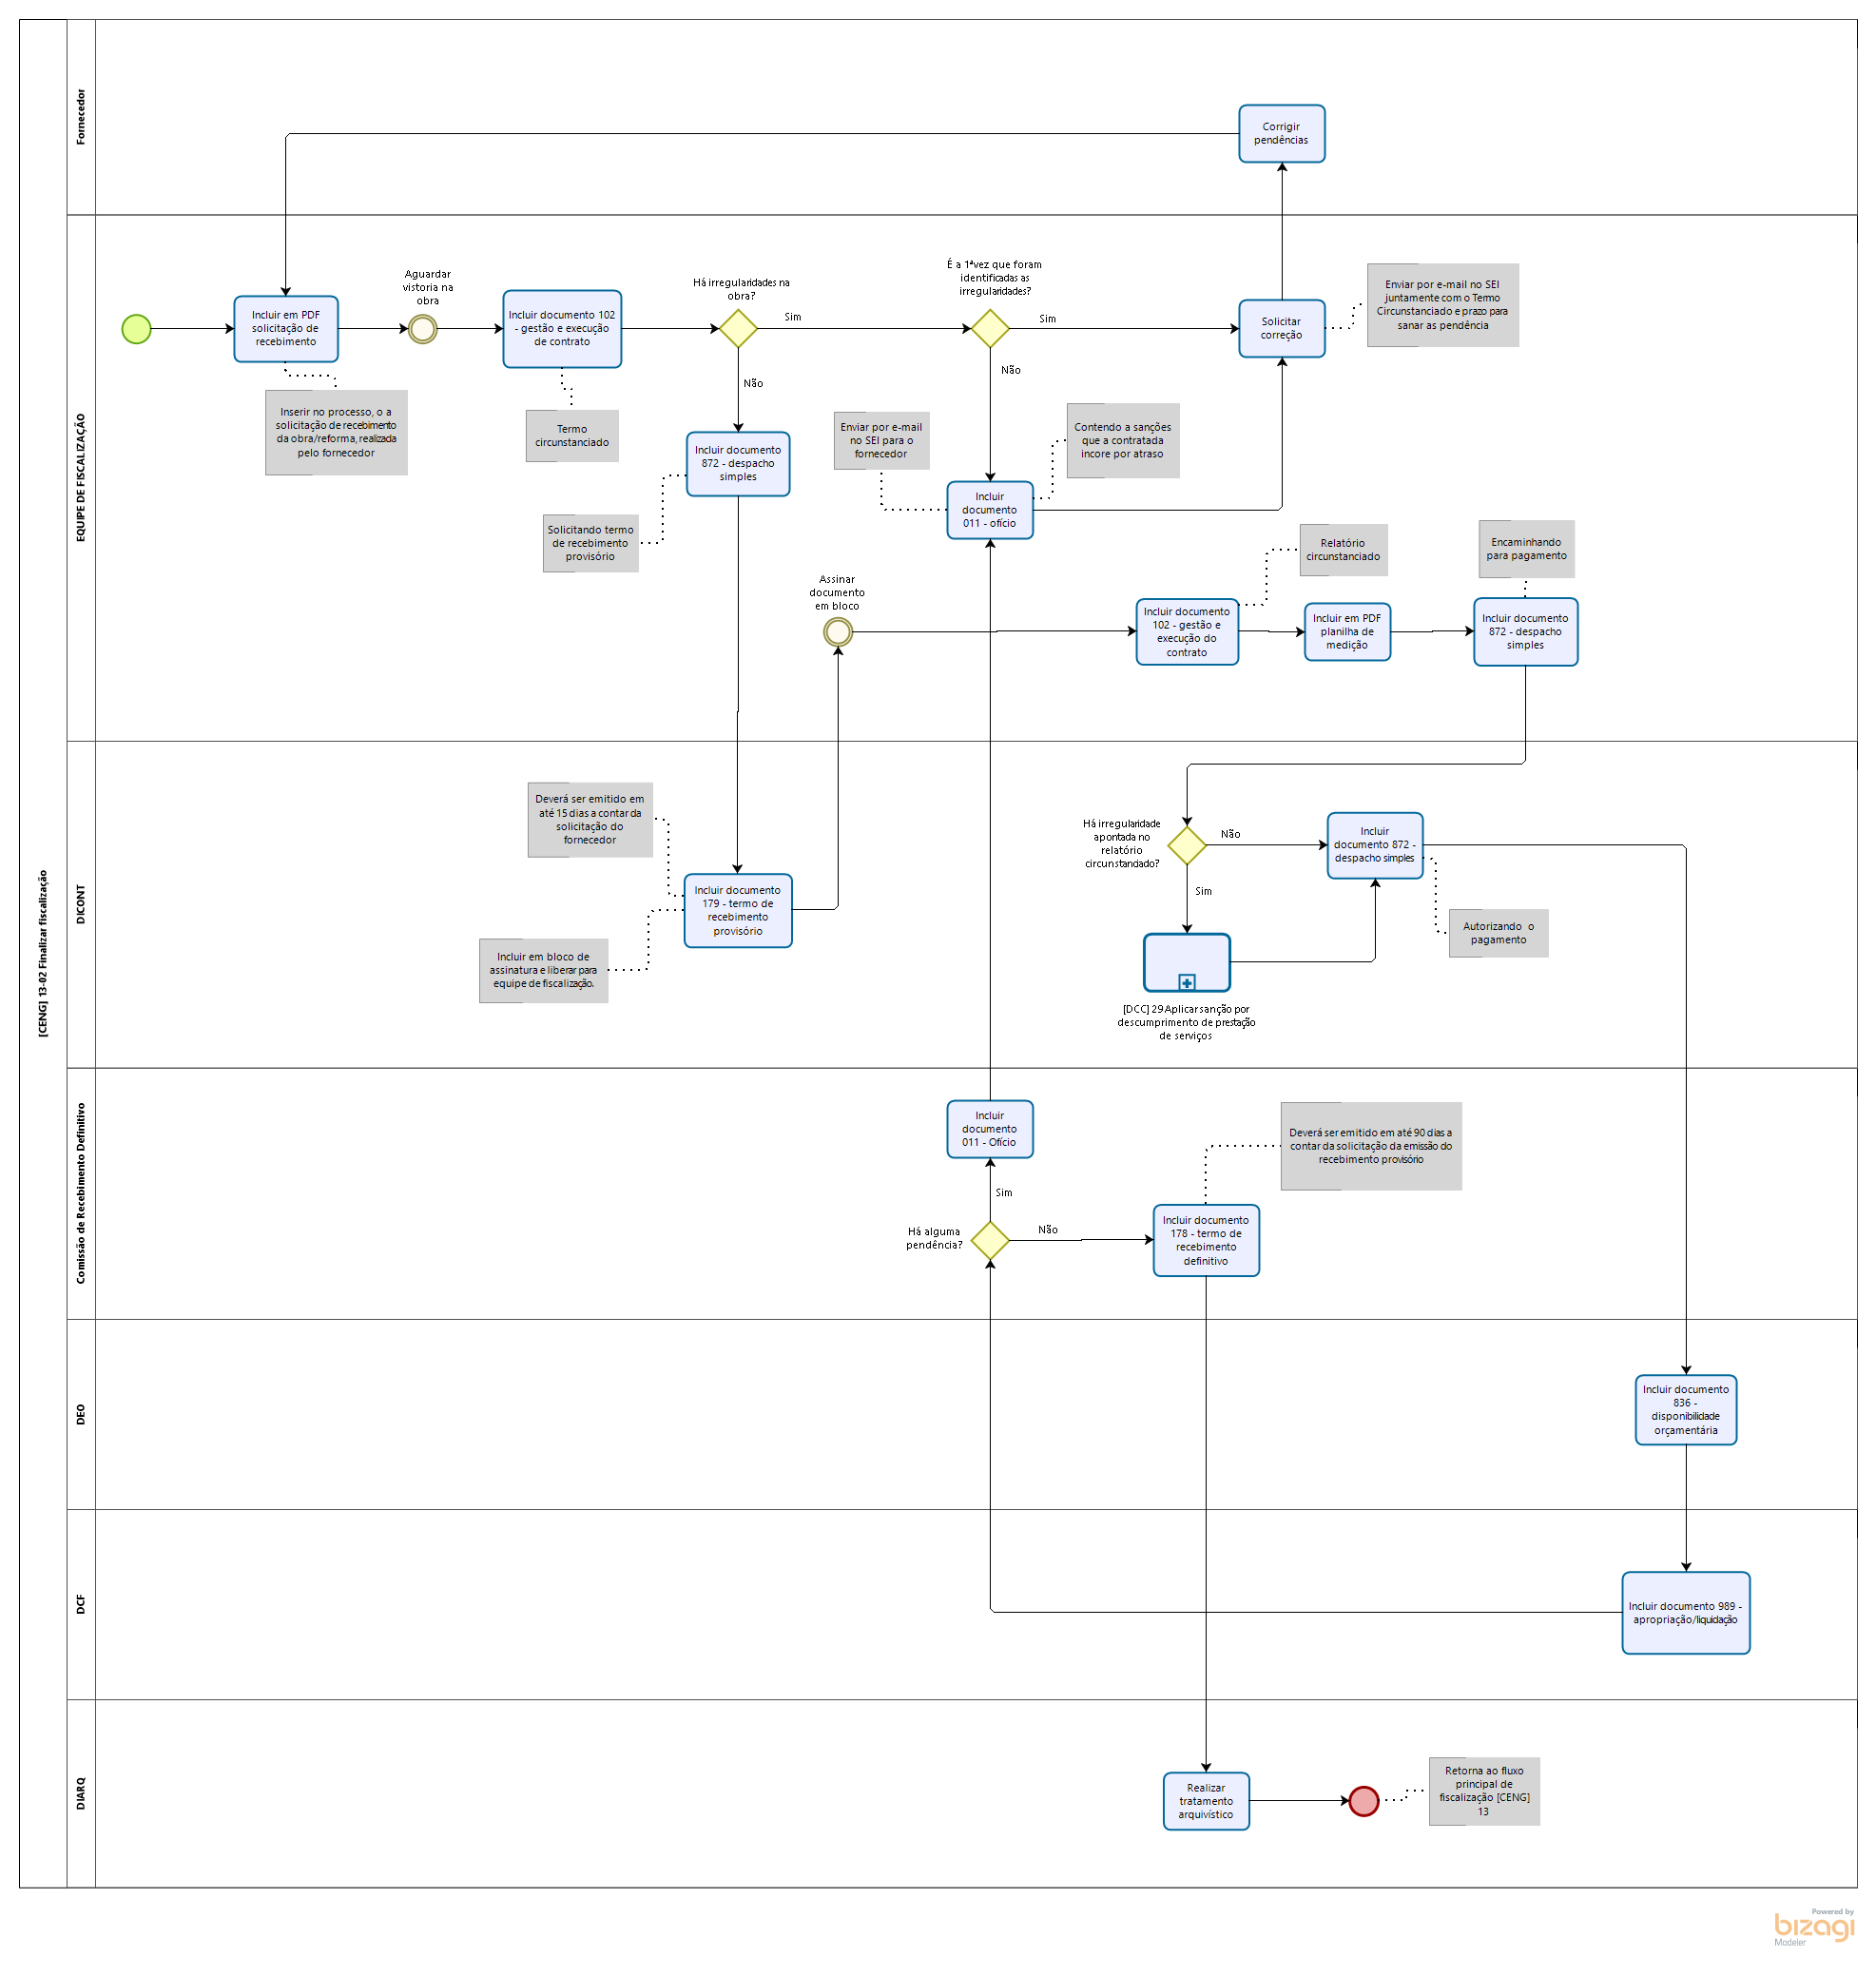 [CENG] 13-02 Finalizar fiscalização
Fornecedor
Corrigir
pendências
EQUIPE DE FISCALIZAÇÃO
Incluir em PDF
solicitação de
recebimento
Inserir no processo, o a
solicitação de recebimento
da obra/reforma, realizada
pelo fornecedor
Aguardar
vistoria na
obra
Incluir documento 102
- gestão e execução
de contrato
Termo
circunstanciado
Há irregularidades na
obra?
Sim
Não
Incluir documento
872 - despacho
simples
Solicitando termo
de recebimento
provisório
É a 1ªvez que foram
identificadas as
irregularidades?
Sim
Não
Enviar por e-mail
no SEI para o
fornecedor
Contendo a sanções
que a contratada
incore por atraso
Incluir
documento
011 - ofício
Solicitar
correção
Enviar por e-mail no SEI
juntamente com o Termo
Circunstanciado e prazo para
sanar as pendência
Assinar
documento
em bloco
Incluir documento
102 - gestão e
execução do
contrato
Relatório
circunstanciado
Incluir em PDF
planilha de
medição
Encaminhando
para pagamento
Incluir documento
872 - despacho
simples
DICONT
Deverá ser emitido em
até 15 dias a contar da
solicitação do
fornecedor
Incluir documento
179 - termo de
recebimento
provisório
Incluir em bloco de
assinatura e liberar para
equipe de fiscalização.
Há irregularidade
apontada no
relatório
circunstandado?
Não
Sim
Incluir
documento 872 -
despacho simples
Autorizando o
pagamento
[DCC] 29 Aplicar sanção por
descumprimento de prestação
de serviços
Comissão de Recebimento Definitivo
Incluir
documento
011 - Ofício
Sim
Há alguma
pendência?
Não
Incluir documento
178 - termo de
recebimento
definitivo
Deverá ser emitido em até 90 dias a
contar da solicitação da emissão do
recebimento provisório
DEO
Incluir documento
836 -
disponibilidade
orçamentária
DCF
Incluir documento 989 -
apropriação/liquidação
DIARQ
Realizar
tratamento
arquivístico
Retorna ao fluxo
principal de
fiscalização [CENG]
13
Powered by
bizagi
Modeler